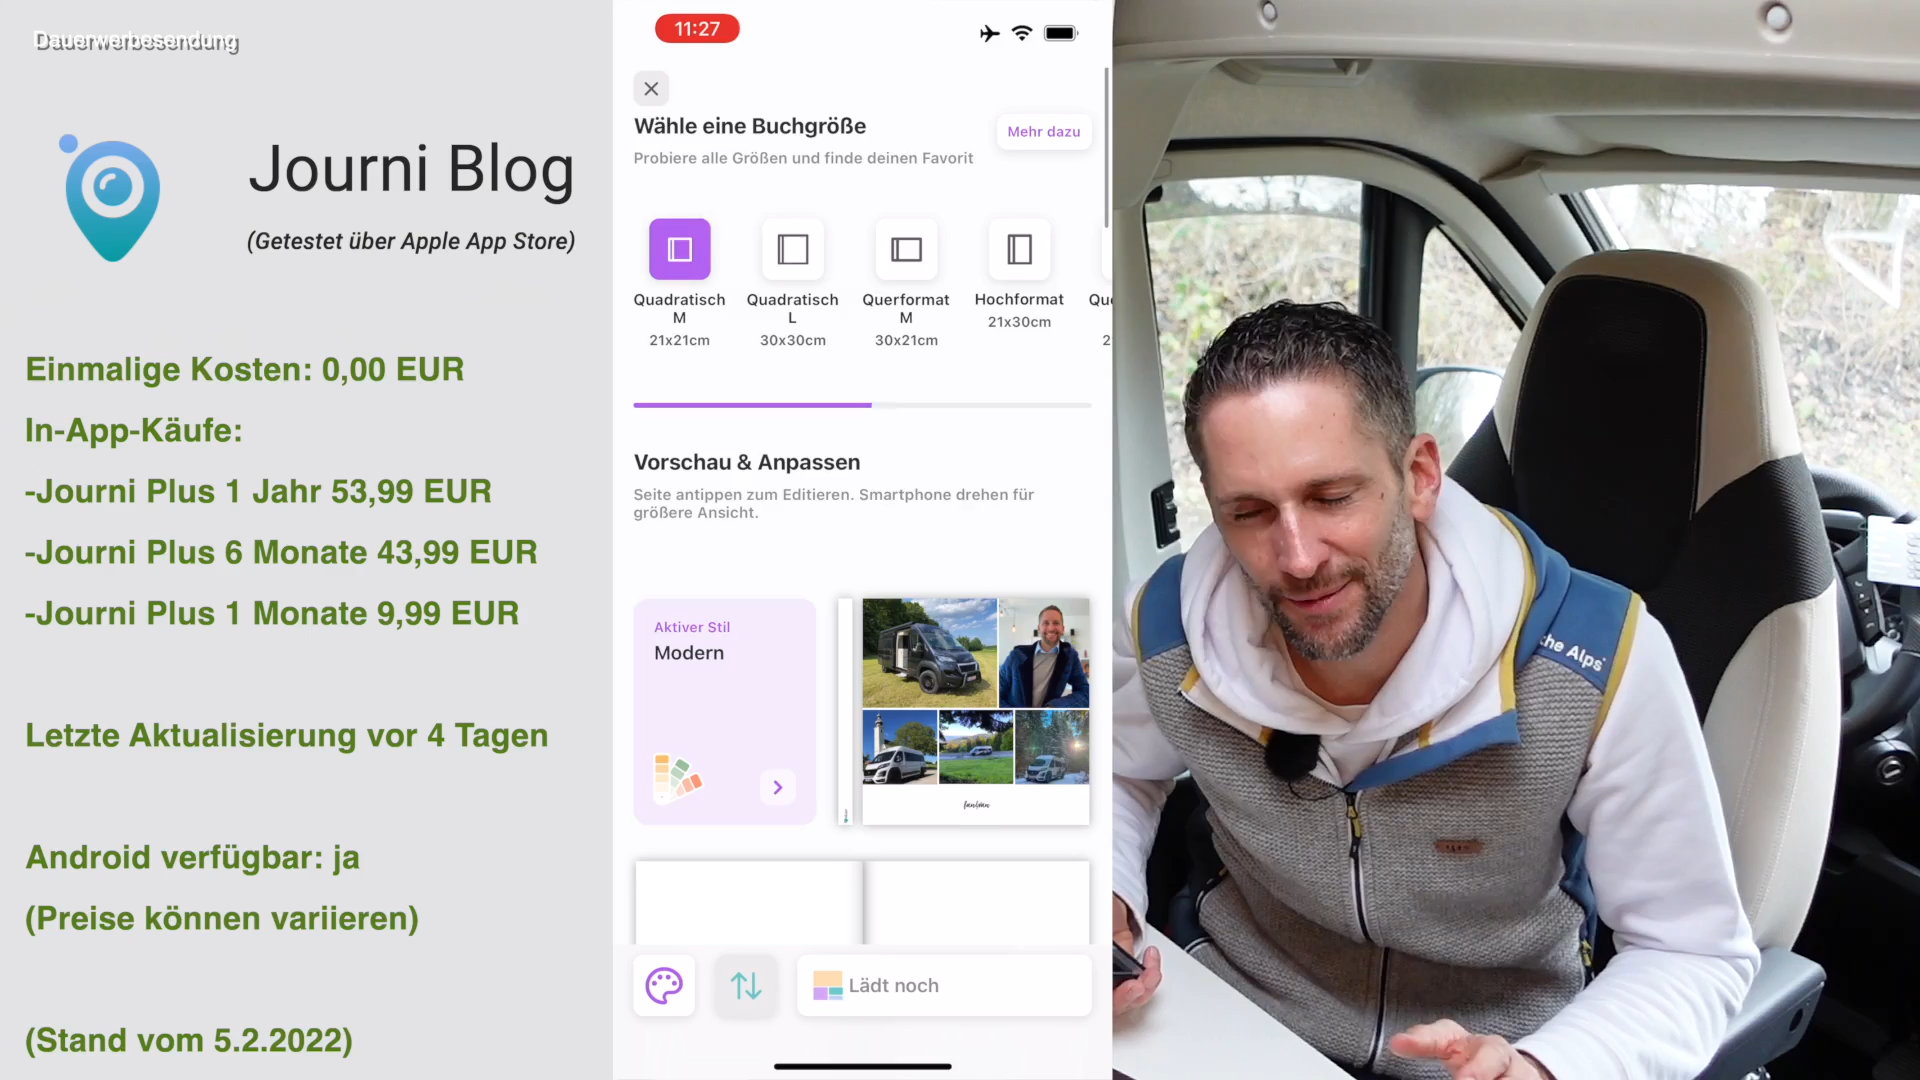 Dauerwerbesendung
Journi Blog
(Getestet über Apple App Store)
Einmalige Kosten: 0,00 EUR
In-App-Käufe:
-Journi Plus 1 Jahr 53,99 EUR
-Journi Plus 6 Monate 43,99 EUR
-Journi Plus 1 Monate 9,99 EUR
Letzte Aktualisierung vor 4 Tagen
Android verfügbar: ja
(Preise können variieren)
(Stand vom 5.2.2022)
11:27
Wähle eine Buchgröße
Mehr dazu
Probiere alle Größen und finde deinen Favorit
Quadratisch M
21x21cm
Quadratisch L
30x30cm
Querformat M
30x21cm
Hochformat
21x30cm
Qu
2
Vorschau & Anpassen
Seite antippen zum Editieren. Smartphone drehen für
größere Ansicht.
Aktiver Stil
Modern
Lädt noch
the Alps